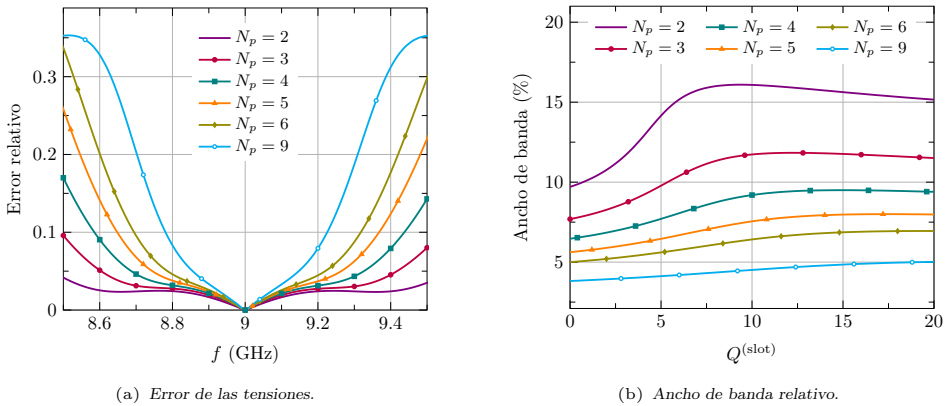 Error relativo
0.3
0.2
0.1
0
8.6 8.8 9 9.2 9.4
f (GHz)
N_p = 2
N_p = 3
N_p = 4
N_p = 5
N_p = 6
N_p = 9
(a) Error de las tensiones.
Ancho de banda (%)
20
15
10
5
0 5 10 15 20
Q^(slot)
N_p = 2 N_p = 4 N_p = 6
N_p = 3 N_p = 5 N_p = 9
(b) Ancho de banda relativo.